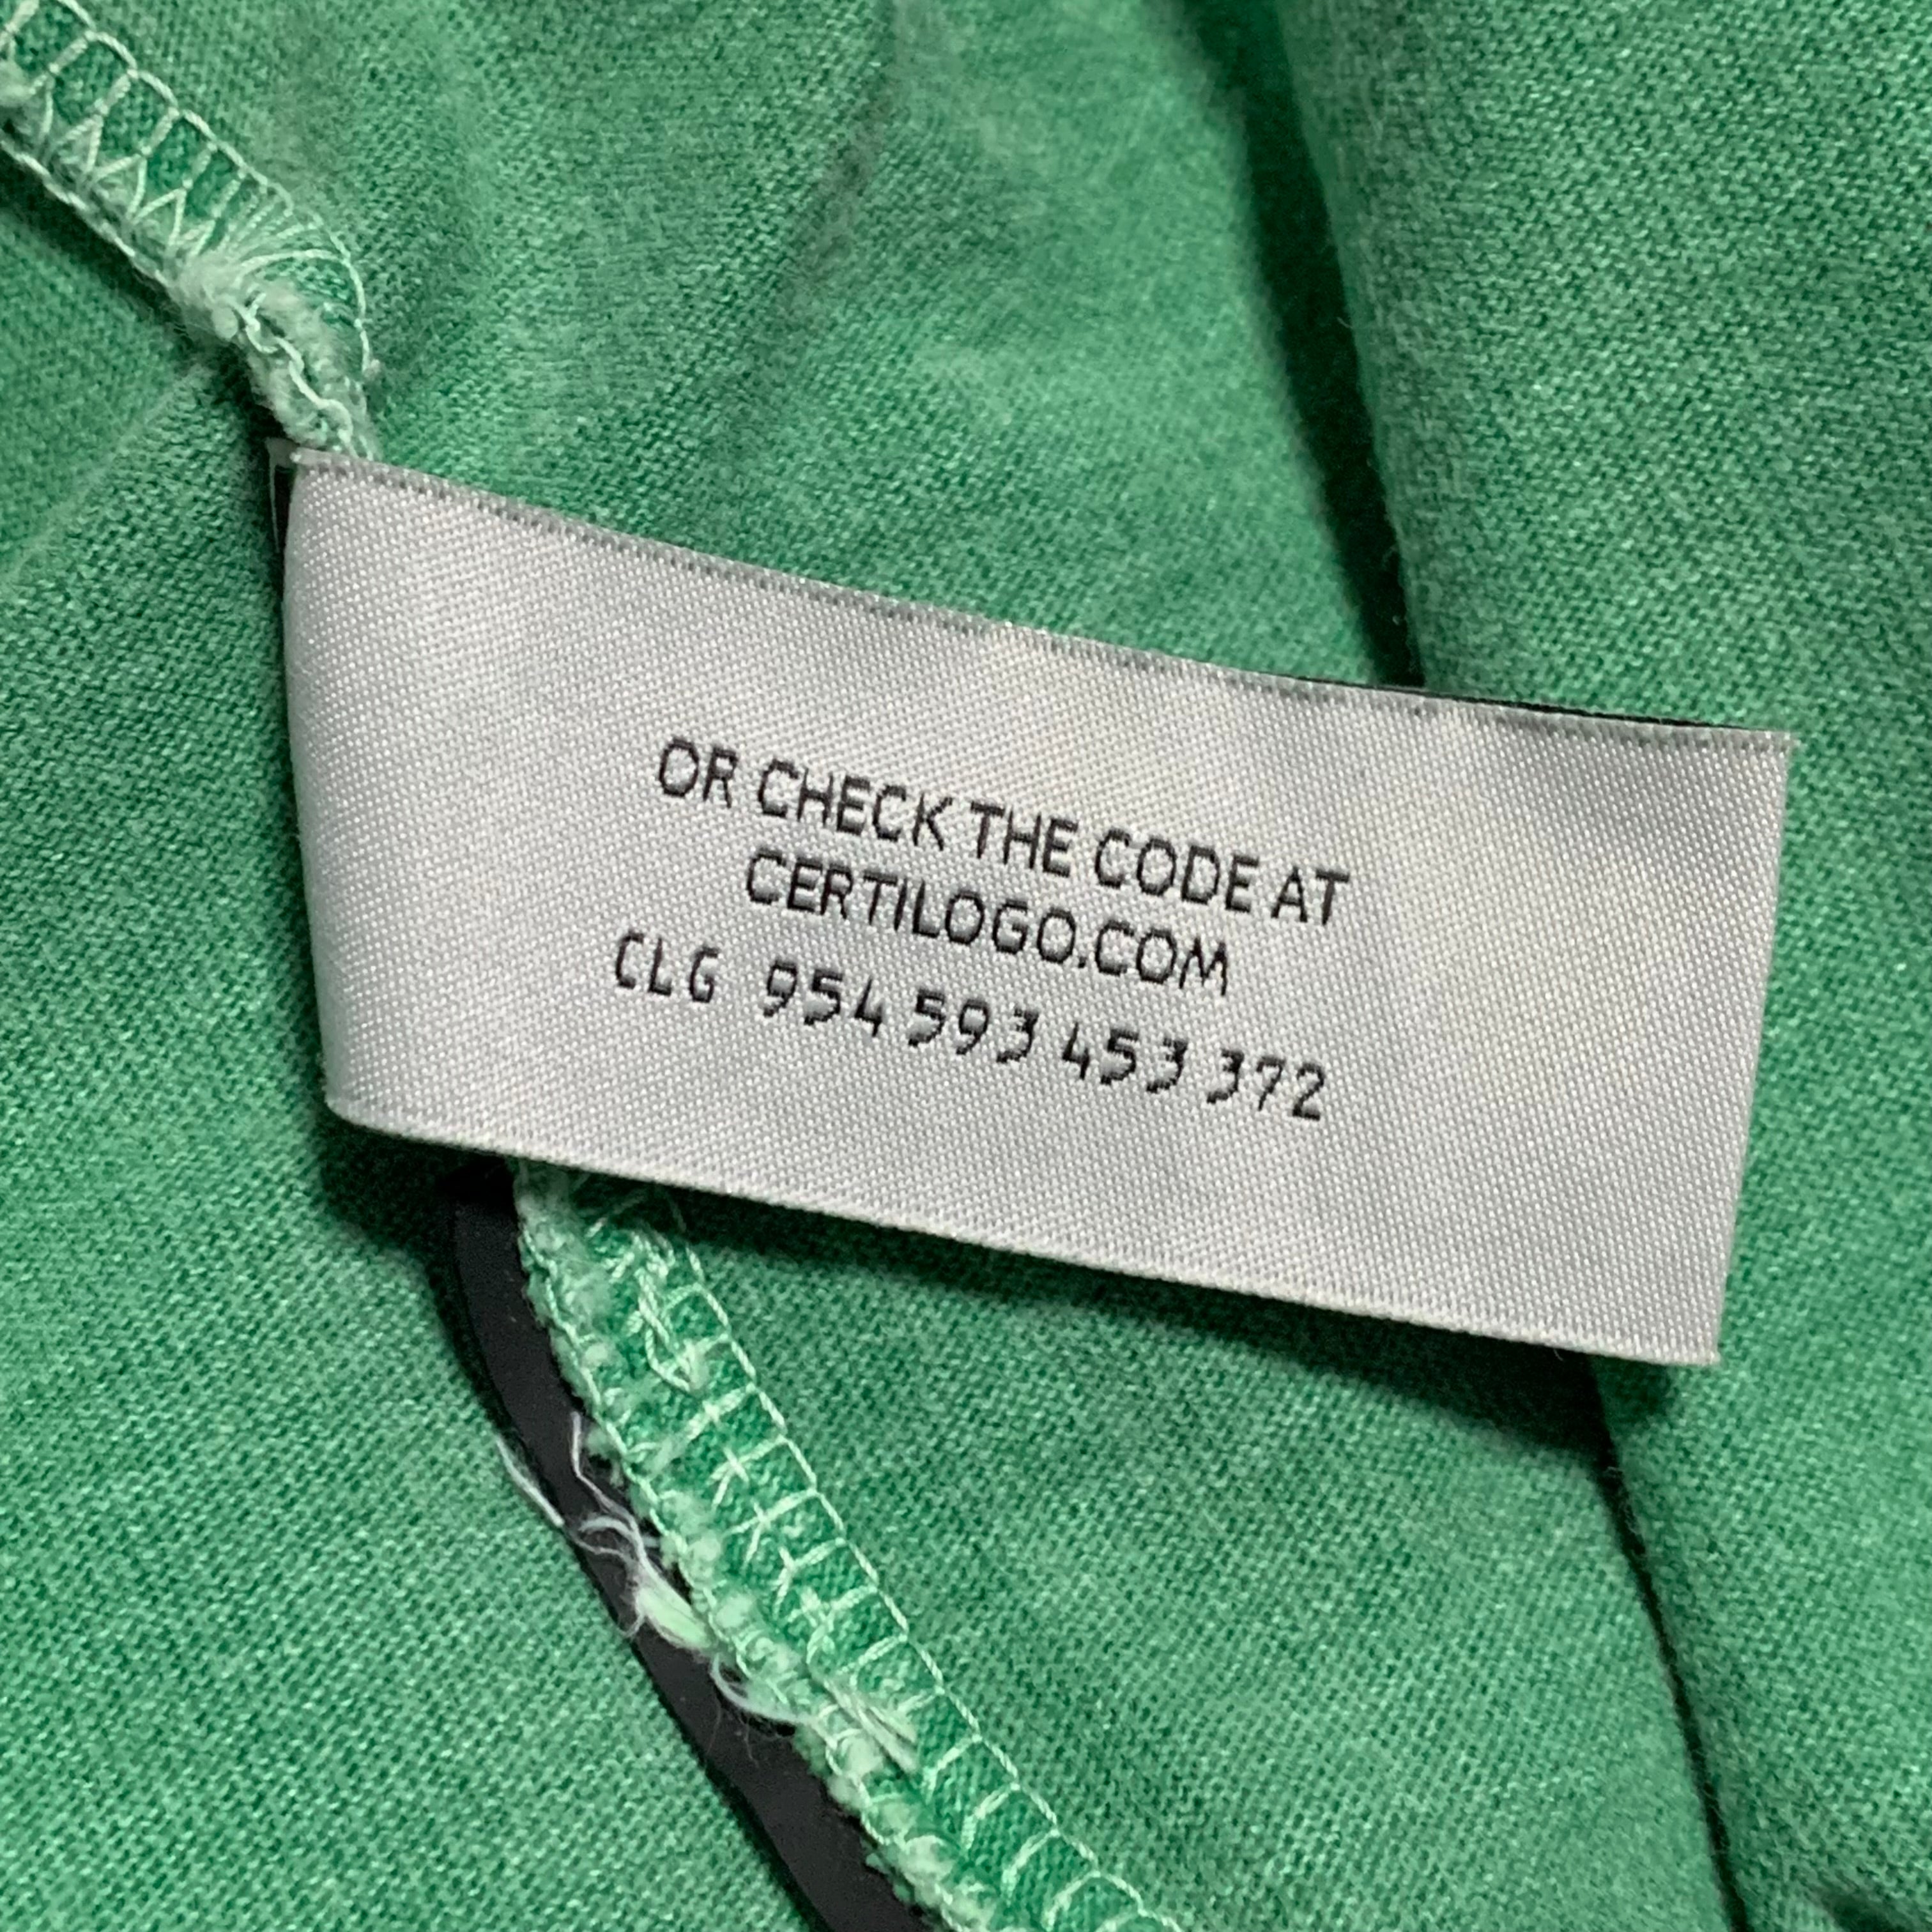 OR CHECK THE CODE AT
CERTILOGO.COM
CLG 954 593 453 372